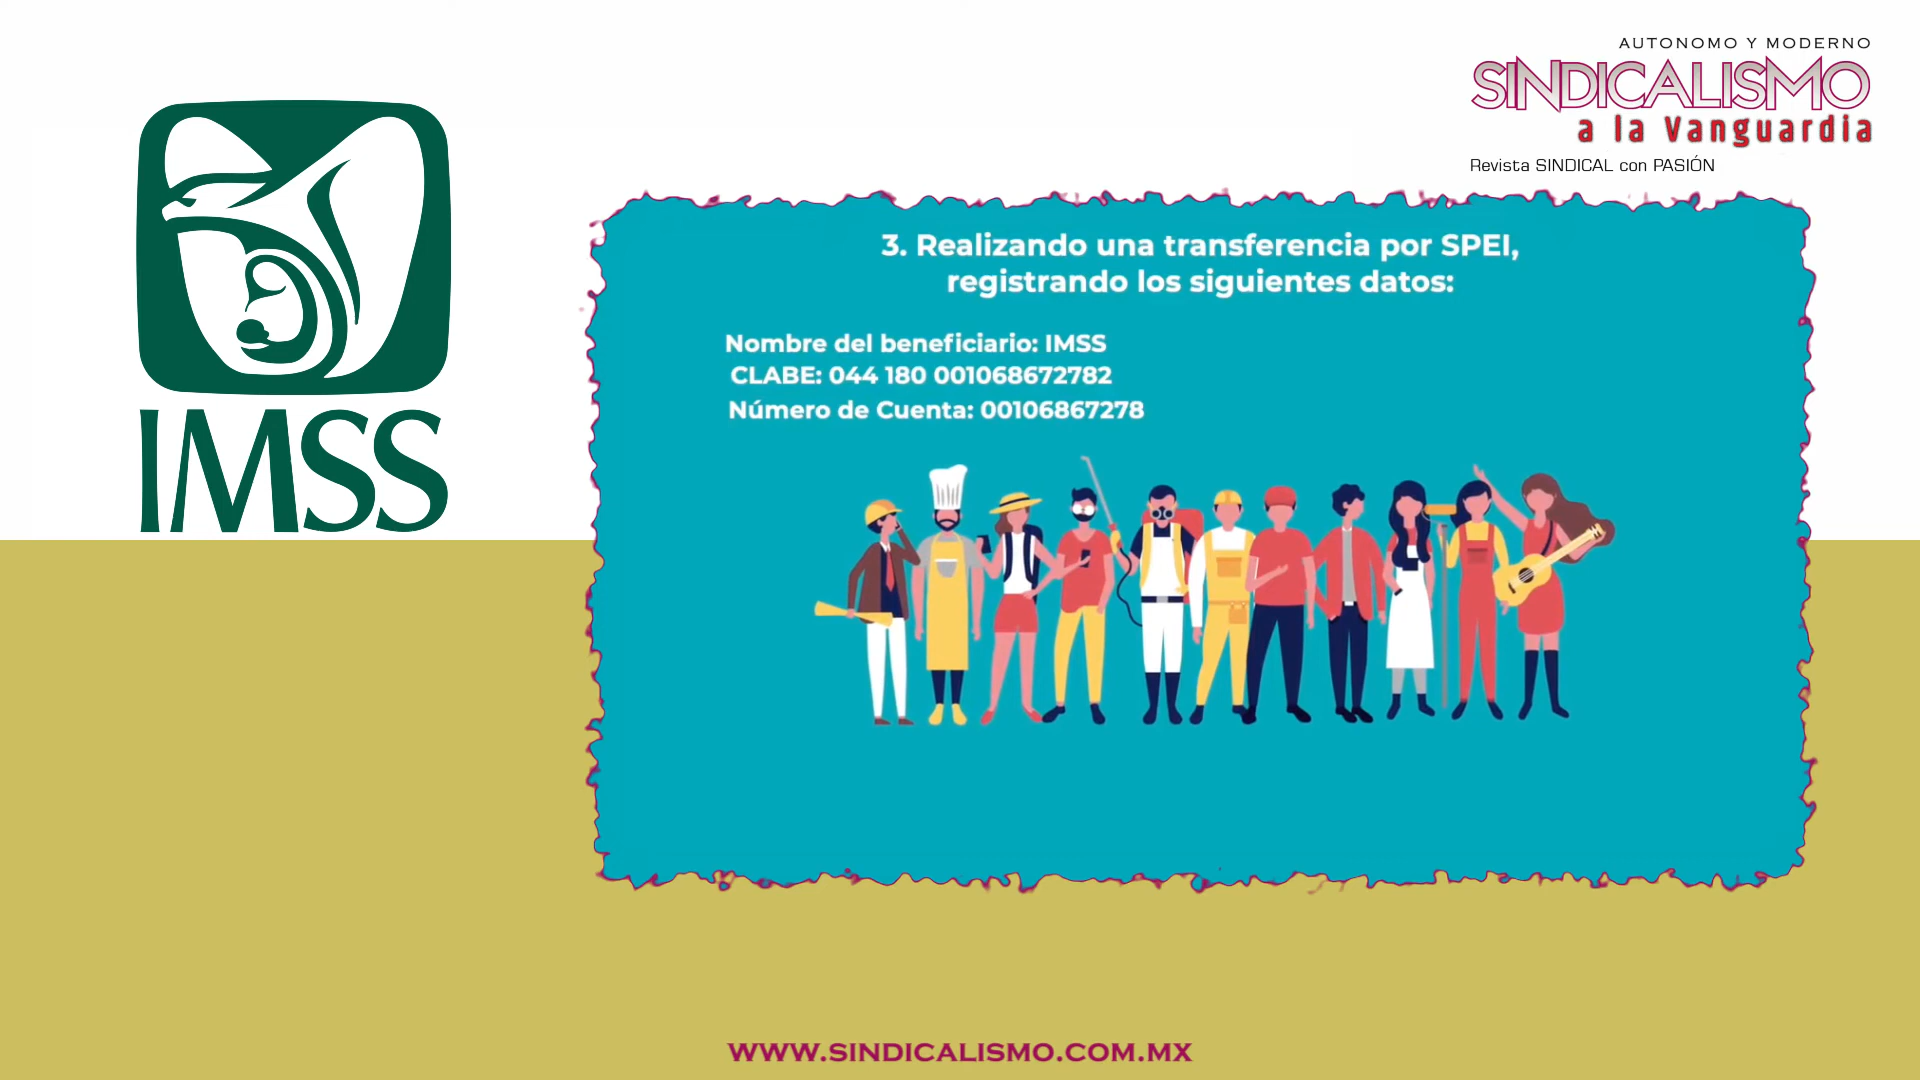 AUTONOMO Y MODERNO
SINDICALISMO
a la Vanguardia
Revista SINDICAL con PASIÓN
IMSS
3. Realizando una transferencia por SPEI,
registrando los siguientes datos:
Nombre del beneficiario: IMSS
CLABE: 044 180 001068672782
Número de Cuenta: 00106867278
WWW.SINDICALISMO.COM.MX